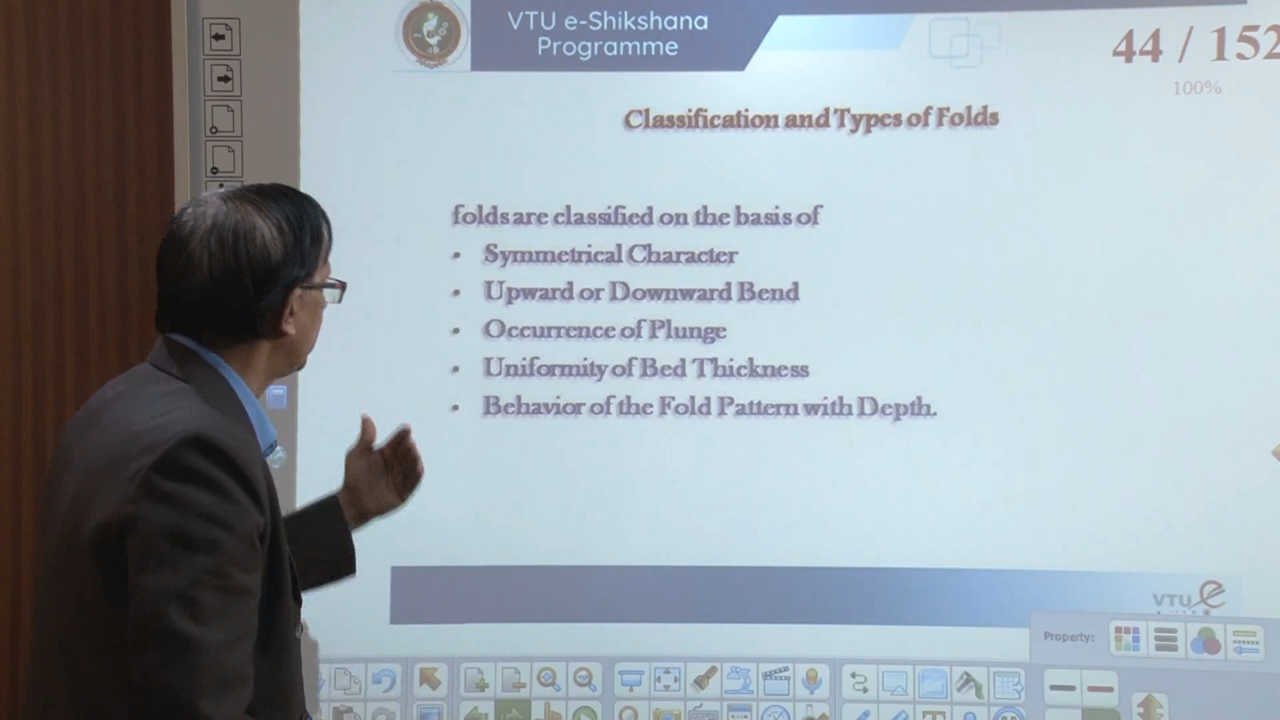 VTU e-Shikshana
Programme
44 / 152
100%
Classification and Types of Folds
folds are classified on the basis of
• Symmetrical Character
• Upward or Downward Bend
• Occurrence of Plunge
• Uniformity of Bed Thickness
• Behavior of the Fold Pattern with Depth.
VTU e
Property: